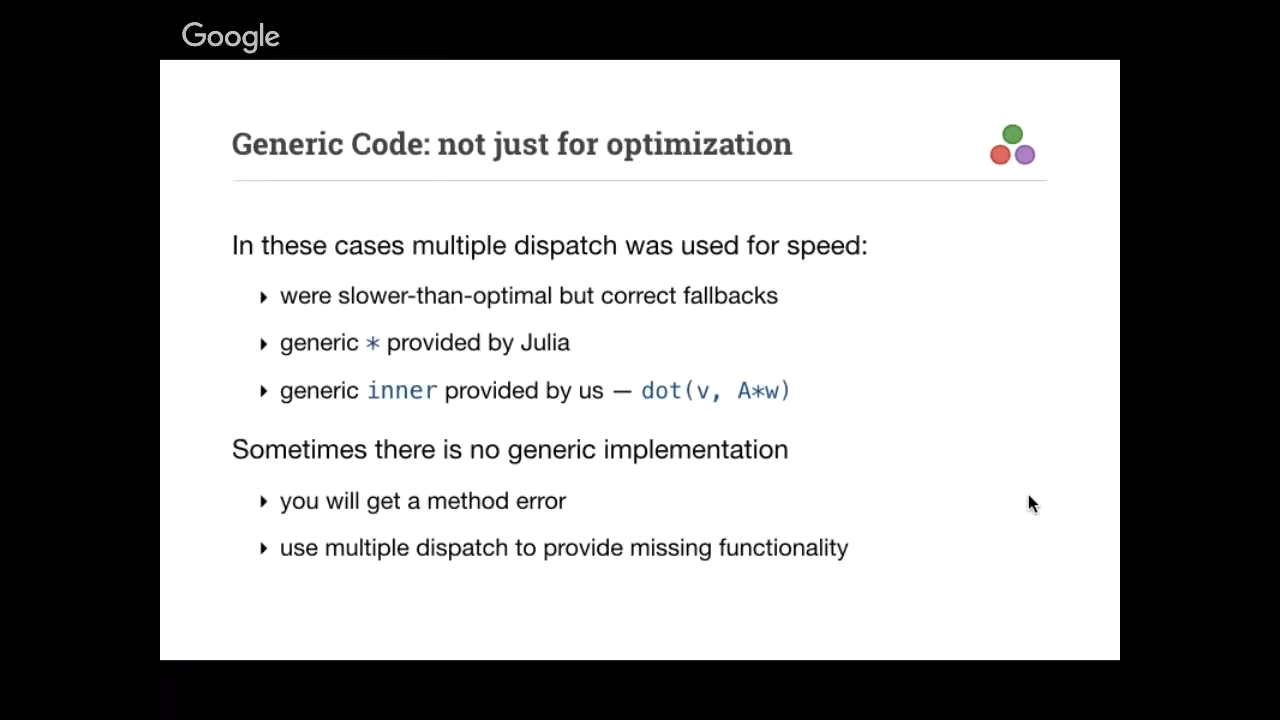 Google
Generic Code: not just for optimization
In these cases multiple dispatch was used for speed:
‣ were slower-than-optimal but correct fallbacks
‣ generic * provided by Julia
‣ generic inner provided by us — dot(v, A*w)
Sometimes there is no generic implementation
‣ you will get a method error
‣ use multiple dispatch to provide missing functionality